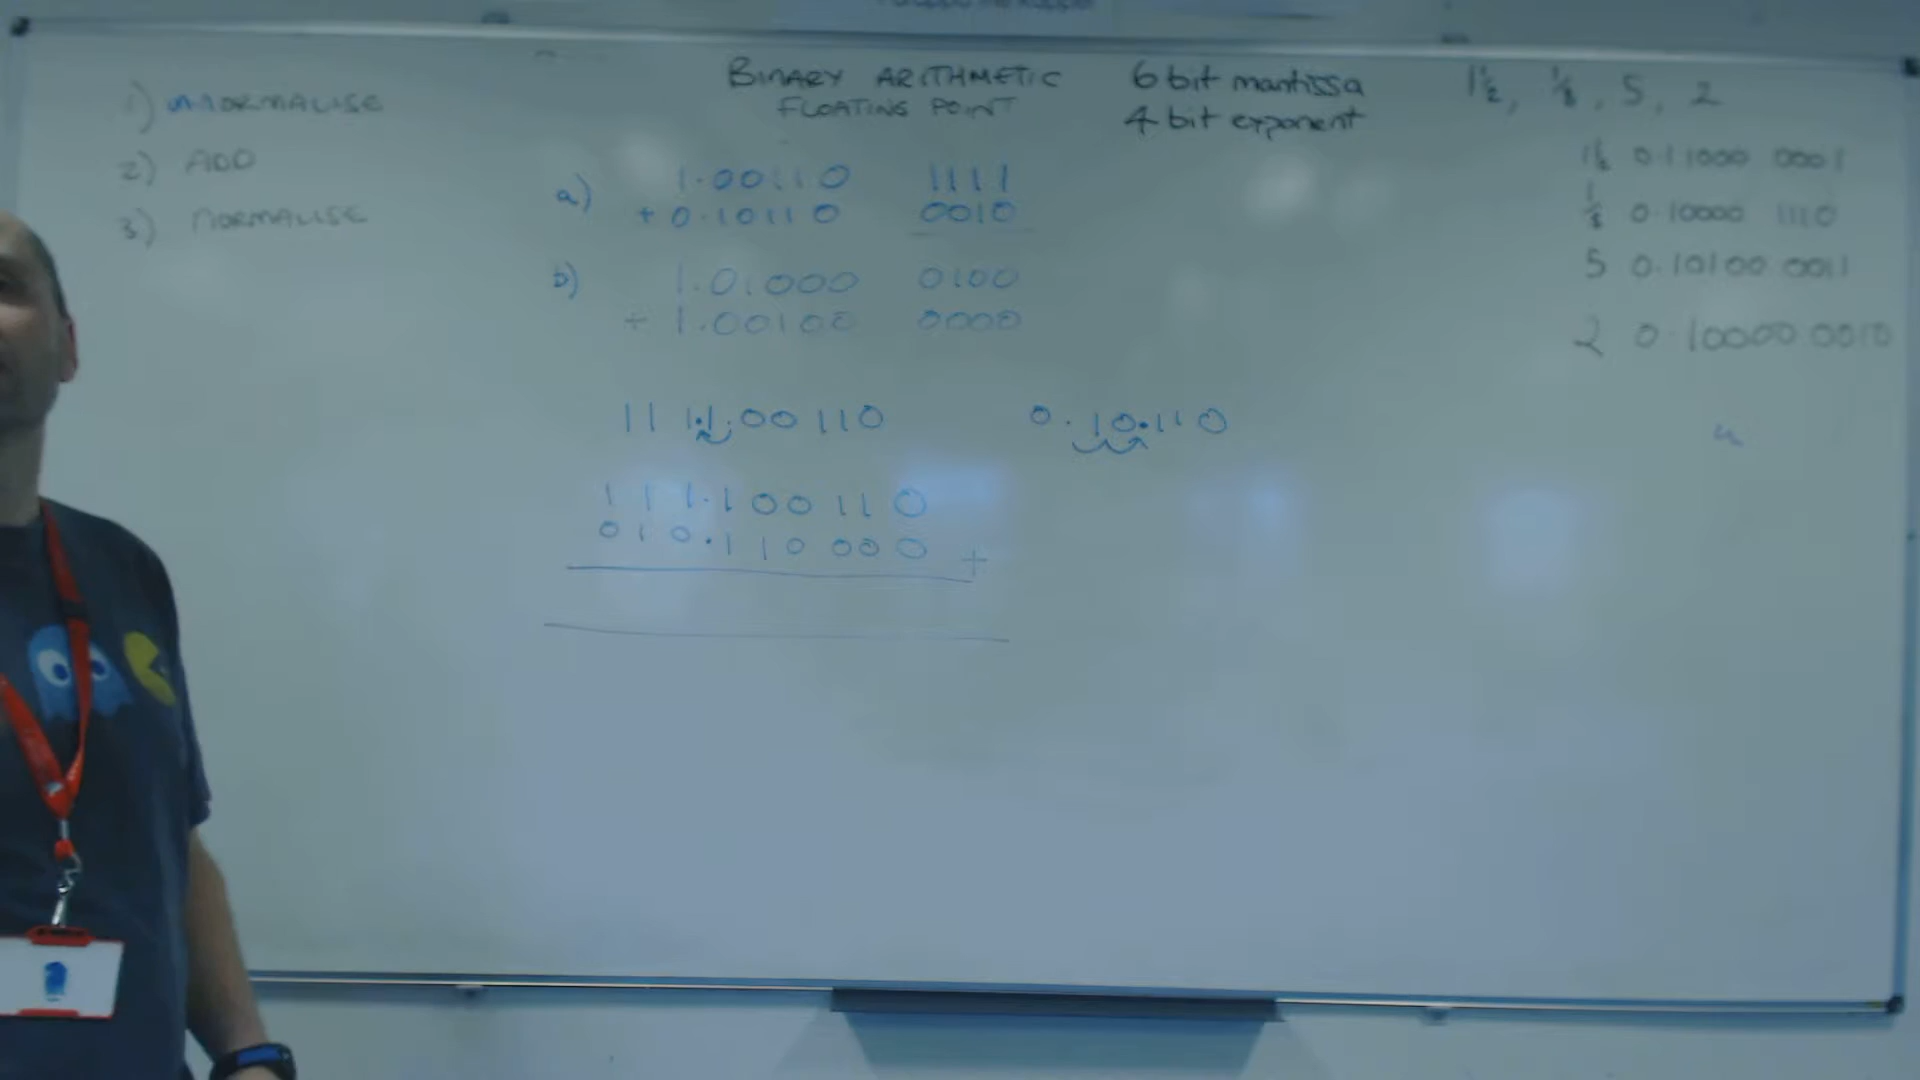 1) UNNORMALISE
2) ADD
3) NORMALISE
BINARY ARITHMETIC
FLOATING POINT
6 bit mantissa
4 bit exponent
1½, ⅛, 5, 2
1½ 0.11000 0001
⅛ 0.10000 1110
5 0.10100 0011
2 0.10000 0010
a) 1.00110 1111
+ 0.10110 0010
b) 1.01000 0100
+ 1.00100 0000
111.1.00110
0.10.110
111.100110
010.110000 +